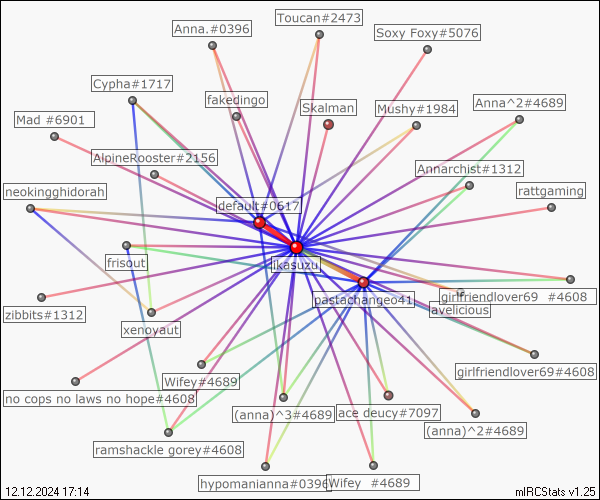 Toucan#2473
Anna.#0396
Soxy Foxy#5076
Cypha#1717
fakedingo
Skalman
Mushy#1984
Anna^2#4689
Mad #6901
AlpineRooster#2156
Annarchist#1312
neokingghidorah
rattgaming
default#0617
frisout
ikasuzu
pastachangeo41
girlfriendlover69 #4608
avelicious
zibbits#1312
xenoyaut
girlfriendlover69#4608
Wifey#4689
no cops no laws no hope#4608
(anna)^3#4689
ace deucy#7097
(anna)^2#4689
ramshackle gorey#4608
hypomanianna#0396
Wifey #4689
12.12.2024 17:14
mIRCStats v1.25